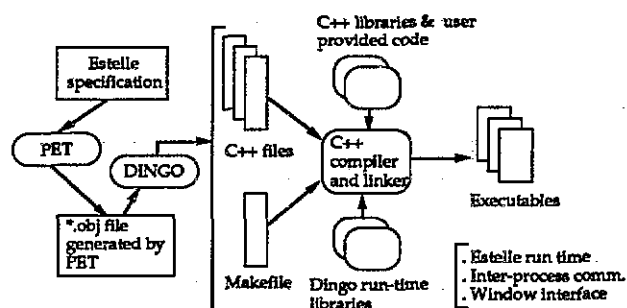 Estelle
specification
PET
DINGO
*.obj file
generated by
PET
C++ files
Makefile
C++ libraries & user
provided code
C++
compiler
and linker
Dingo run-time
libraries
Executables
. Estelle run time
. Inter-process comm.
. Window interface